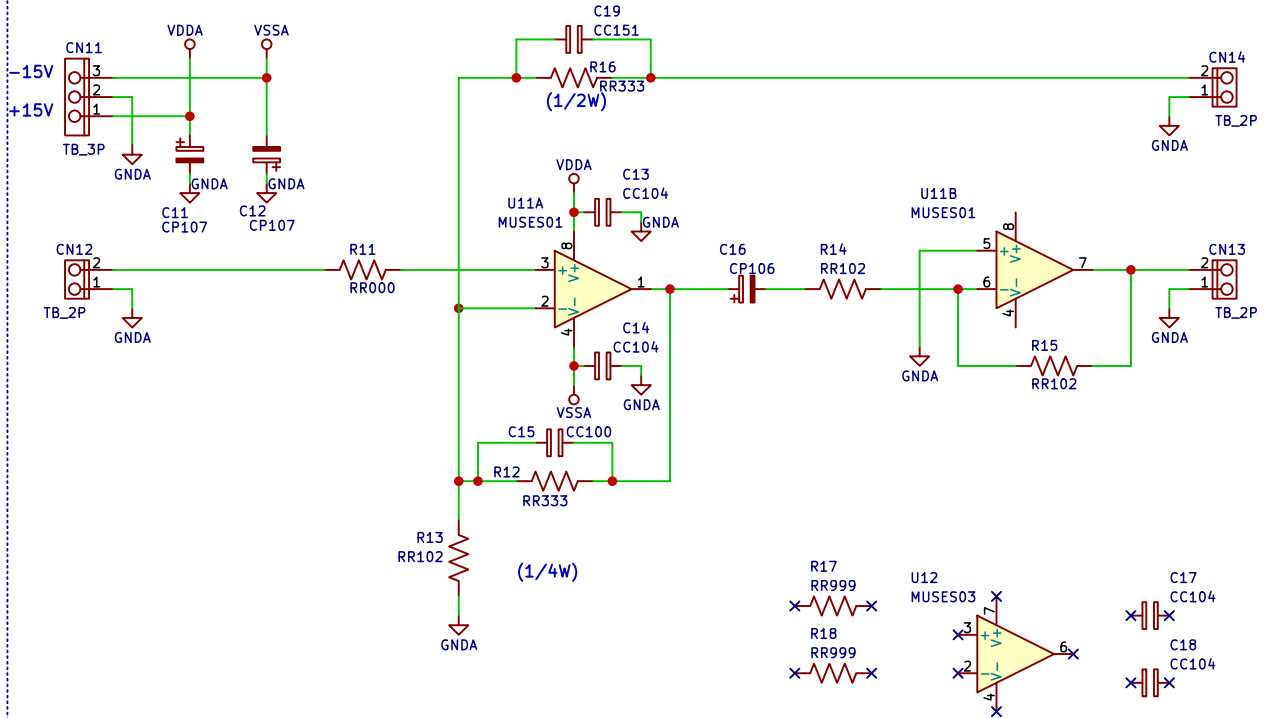 C19
CC151
VDDA
VSSA
CN11
-15V
3
2
+15V
1
TB_3P
GNDA
+
GNDA
+
GNDA
C11
CP107
C12
CP107
R16
RR333
(1/2W)
CN14
2
1
TB_2P
GNDA
VDDA
C13
CC104
U11A
MUSES01
GNDA
8
3
+
V+
2
-
V-
1
4
C14
CC104
GNDA
VSSA
CN12
2
1
TB_2P
GNDA
R11
RR000
C16
CP106
+
R14
RR102
U11B
MUSES01
8
5
+
V+
6
-
V-
7
4
GNDA
R15
RR102
CN13
2
1
TB_2P
GNDA
C15
CC100
R12
RR333
R13
RR102
(1/4W)
GNDA
R17
RR999
R18
RR999
U12
MUSES03
7
3
+
V+
2
-
V-
6
4
C17
CC104
C18
CC104